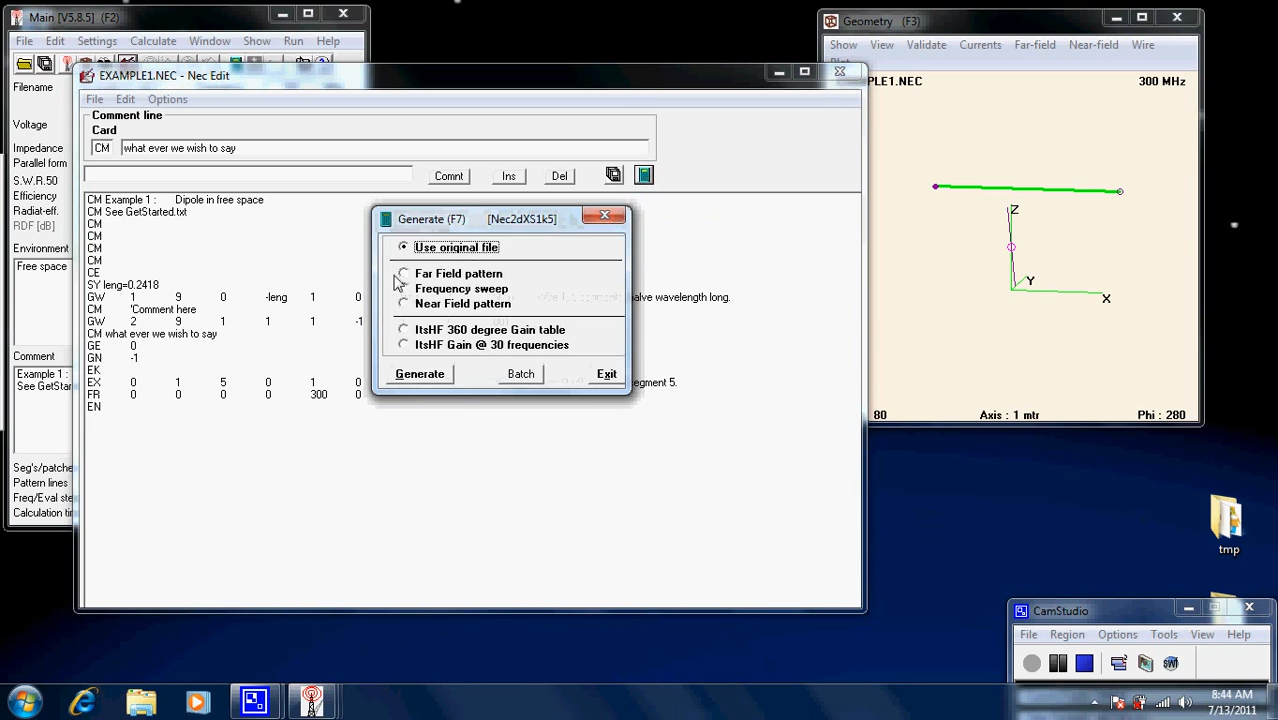 Main [V5.8.5] (F2)
File Edit Settings Calculate Window Show Run Help
Filename
Voltage
Impedance
Parallel form
S.W.R.50
Efficiency
Radiat-eff.
RDF [dB]
Environment
Free space
Comment
Example 1 :
See GetStar
Seg's/patche
Pattern lines
Freq/Eval ste
Calculation tim
EXAMPLE1.NEC - Nec Edit
File Edit Options
Comment line
Card
CM what ever we wish to say
Comnt Ins Del
CM Example 1 : Dipole in free space
CM See GetStarted.txt
CM
CM
CM
CM
CE
SY len=0.2418
GW 1 9 0 -len 1 0 alve wavelength long.
CM 'Comment here
GW 2 9 1 1 1 -1
CM what ever we wish to say
GE 0
GN -1
EK
EX 0 1 5 0 1 0 egment 5.
FR 0 0 0 0 300 0
EN
Generate (F7) [Nec2dXS1k5]
Use original file
Far Field pattern
Frequency sweep
Near Field pattern
ItsHF 360 degree Gain table
ItsHF Gain @ 30 frequencies
Generate Batch Exit
Geometry (F3)
Show View Validate Currents Far-field Near-field Wire
Plot
PLE1.NEC 300 MHz
Z
Y
X
80 Axis : 1 mtr Phi : 280
tmp
CamStudio
File Region Options Tools View Help
SWF
8:44 AM
7/13/2011